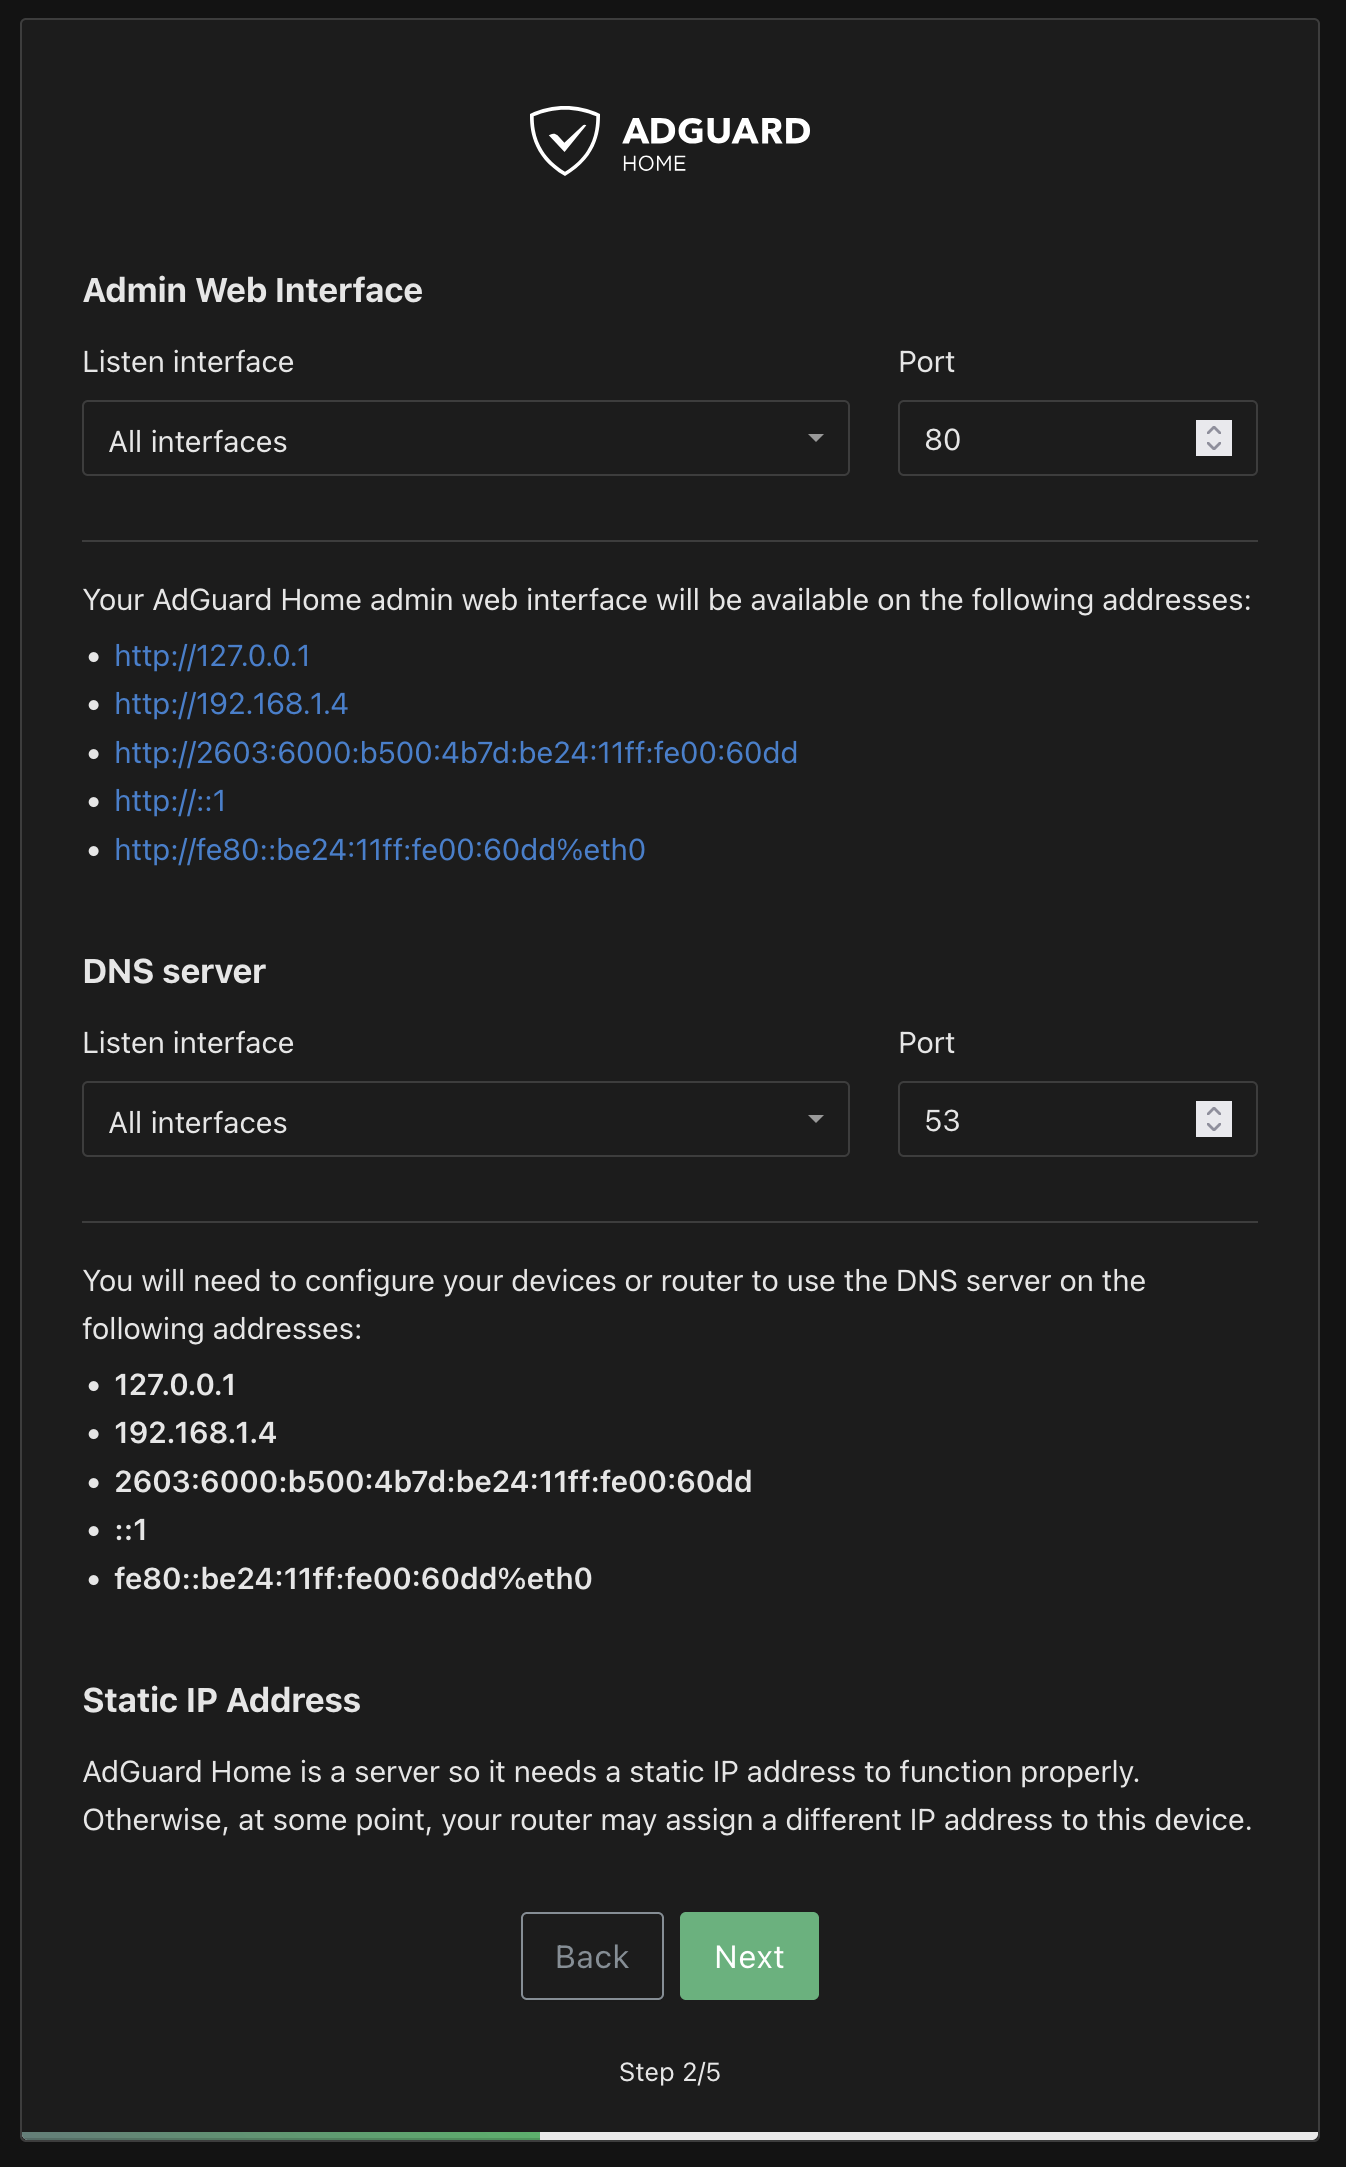 ADGUARD
HOME
Admin Web Interface
Listen interface
Port
All interfaces
80
Your AdGuard Home admin web interface will be available on the following addresses:
• http://127.0.0.1
• http://192.168.1.4
• http://2603:6000:b500:4b7d:be24:11ff:fe00:60dd
• http://::1
• http://fe80::be24:11ff:fe00:60dd%eth0
DNS server
Listen interface
Port
All interfaces
53
You will need to configure your devices or router to use the DNS server on the
following addresses:
• 127.0.0.1
• 192.168.1.4
• 2603:6000:b500:4b7d:be24:11ff:fe00:60dd
• ::1
• fe80::be24:11ff:fe00:60dd%eth0
Static IP Address
AdGuard Home is a server so it needs a static IP address to function properly.
Otherwise, at some point, your router may assign a different IP address to this device.
Back
Next
Step 2/5